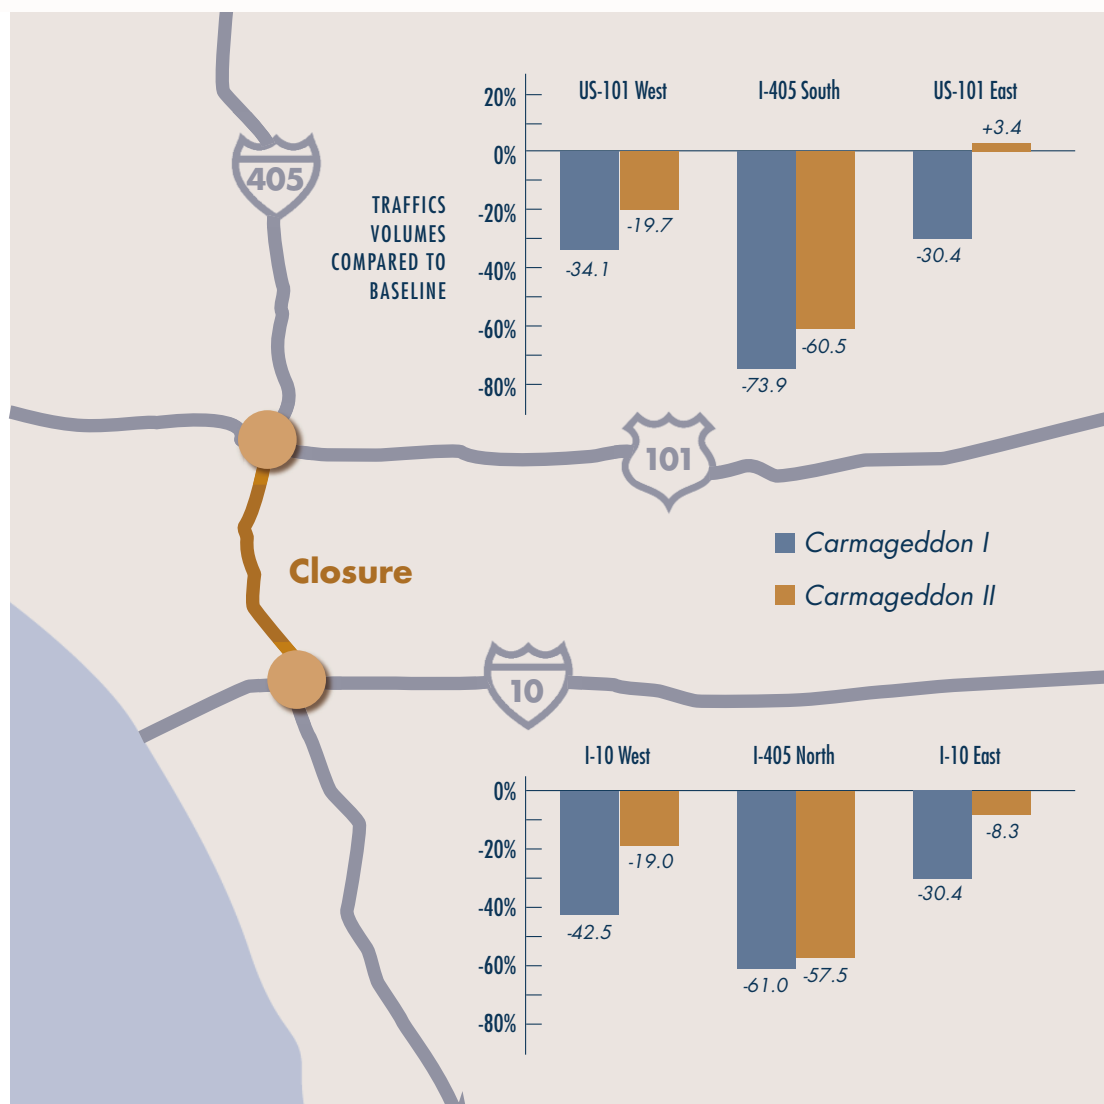 US-101 West
I-405 South
US-101 East
20%
0%
-20%
-40%
-60%
-80%
-34.1
-19.7
-73.9
-60.5
-30.4
+3.4
TRAFFICS
VOLUMES
COMPARED TO
BASELINE
405
101
Closure
Carmageddon I
Carmageddon II
10
I-10 West
I-405 North
I-10 East
0%
-20%
-40%
-60%
-80%
-42.5
-19.0
-61.0
-57.5
-30.4
-8.3